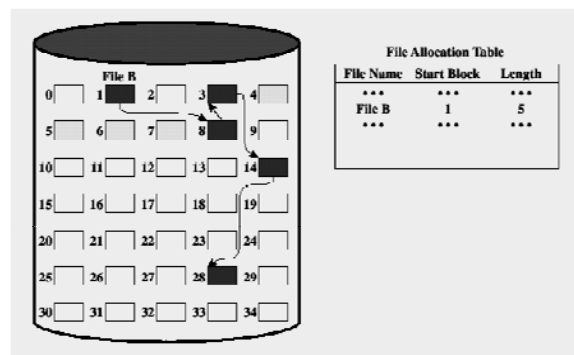 File Allocation Table
File Name Start Block Length
••• ••• •••
File B 1 5
••• ••• •••
File B
0 1 2 3 4
5 6 7 8 9
10 11 12 13 14
15 16 17 18 19
20 21 22 23 24
25 26 27 28 29
30 31 32 33 34